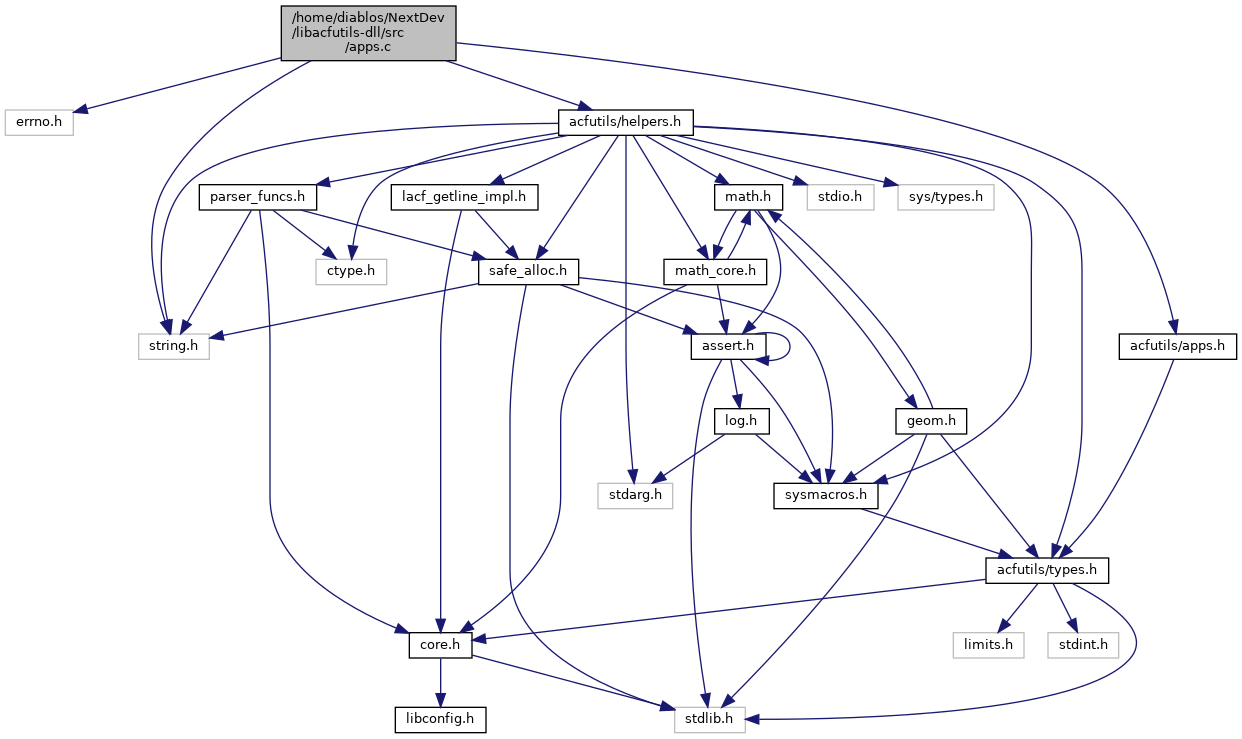 /home/diablos/NextDev
/libacfutils-dll/src
/apps.c
errno.h
acfutils/helpers.h
parser_funcs.h
lacf_getline_impl.h
math.h
stdio.h
sys/types.h
ctype.h
safe_alloc.h
math_core.h
string.h
assert.h
acfutils/apps.h
log.h
geom.h
stdarg.h
sysmacros.h
acfutils/types.h
core.h
limits.h
stdint.h
libconfig.h
stdlib.h